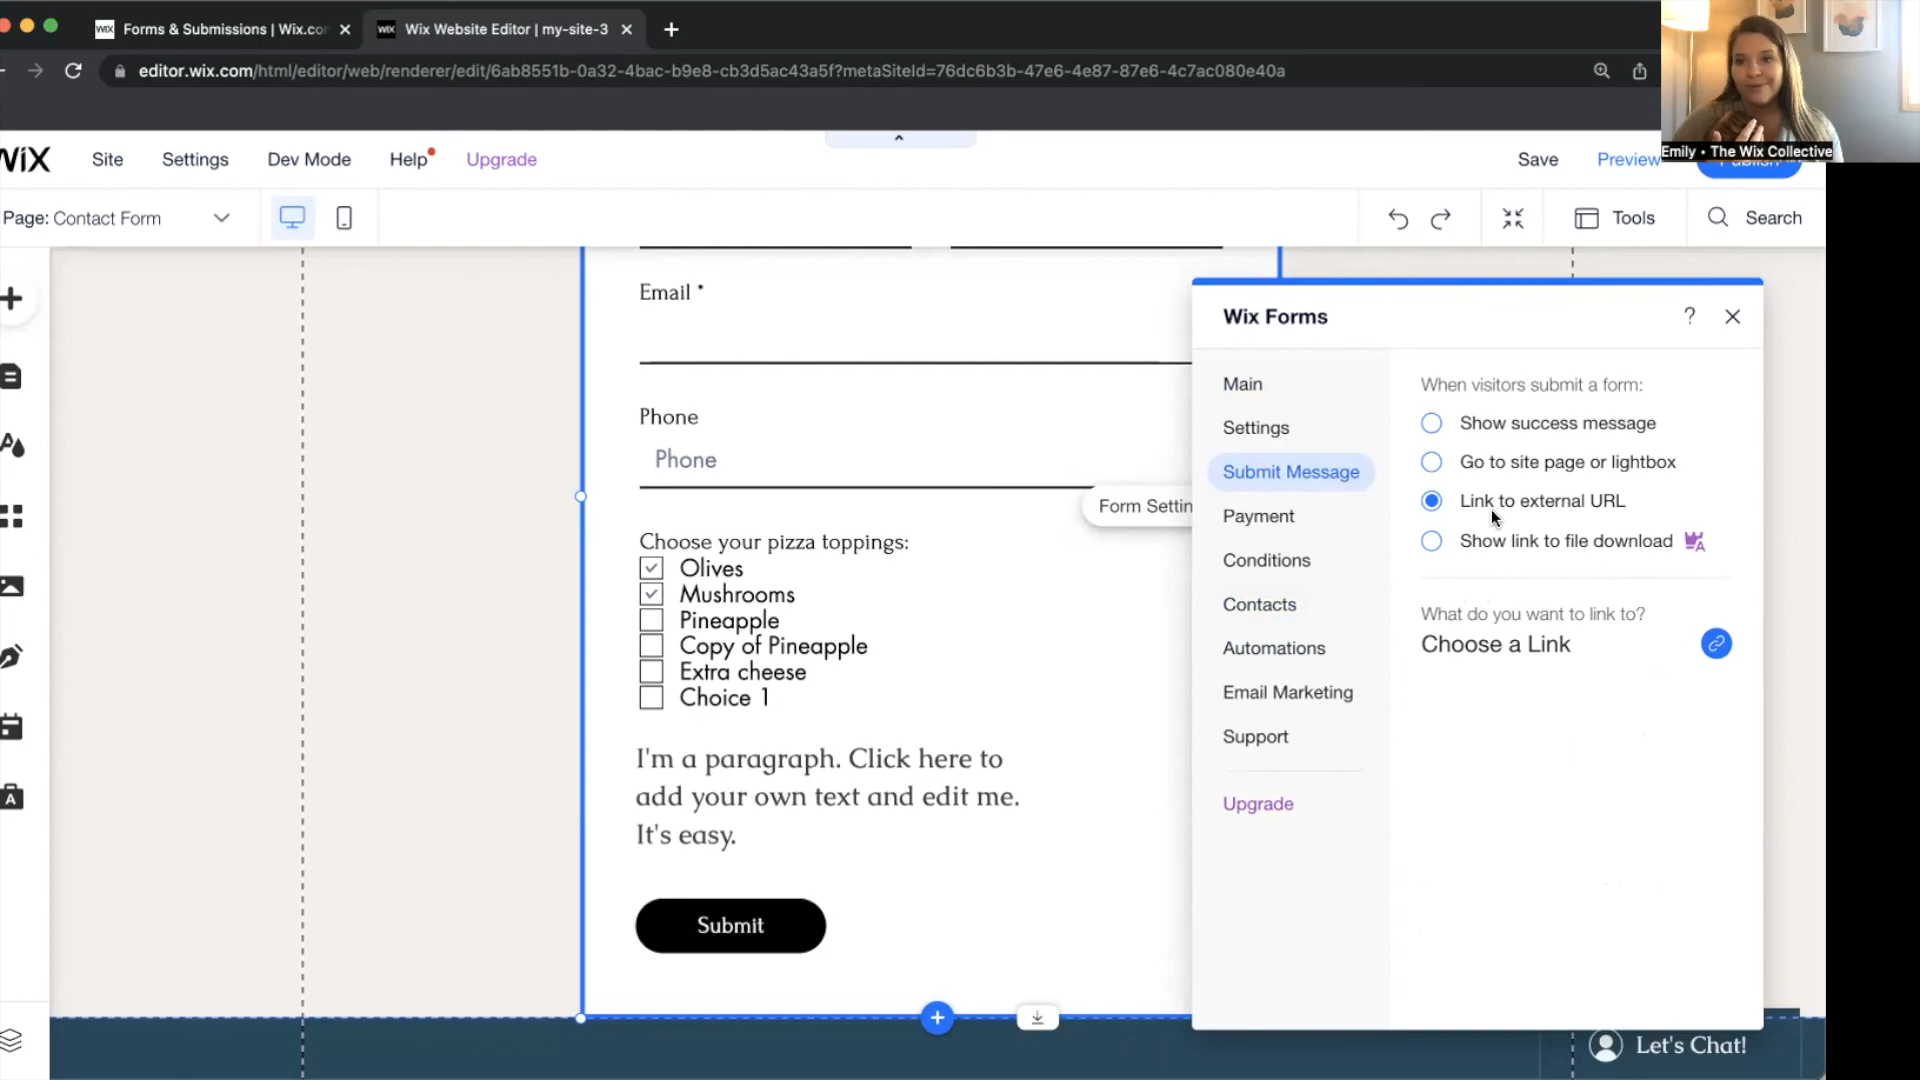 Forms & Submissions | Wix.co
Wix Website Editor | my-site-3
editor.wix.com/html/editor/web/renderer/edit/6ab8551b-0a32-4bac-b9e8-cb3d5ac43a5f?metaSiteId=76dc6b3b-47e6-4e87-87e6-4c7ac080e40a
Emily • The Wix Collective
WiX
Site
Settings
Dev Mode
Help
Upgrade
Save
Preview
Publish
Page: Contact Form
Tools
Search
Email *
Phone
Phone
Form Settin
Choose your pizza toppings:
Olives
Mushrooms
Pineapple
Copy of Pineapple
Extra cheese
Choice 1
I'm a paragraph. Click here to
add your own text and edit me.
It's easy.
Submit
Wix Forms
?
Main
Settings
Submit Message
Payment
Conditions
Contacts
Automations
Email Marketing
Support
Upgrade
When visitors submit a form:
Show success message
Go to site page or lightbox
Link to external URL
Show link to file download
What do you want to link to?
Choose a Link
Let's Chat!